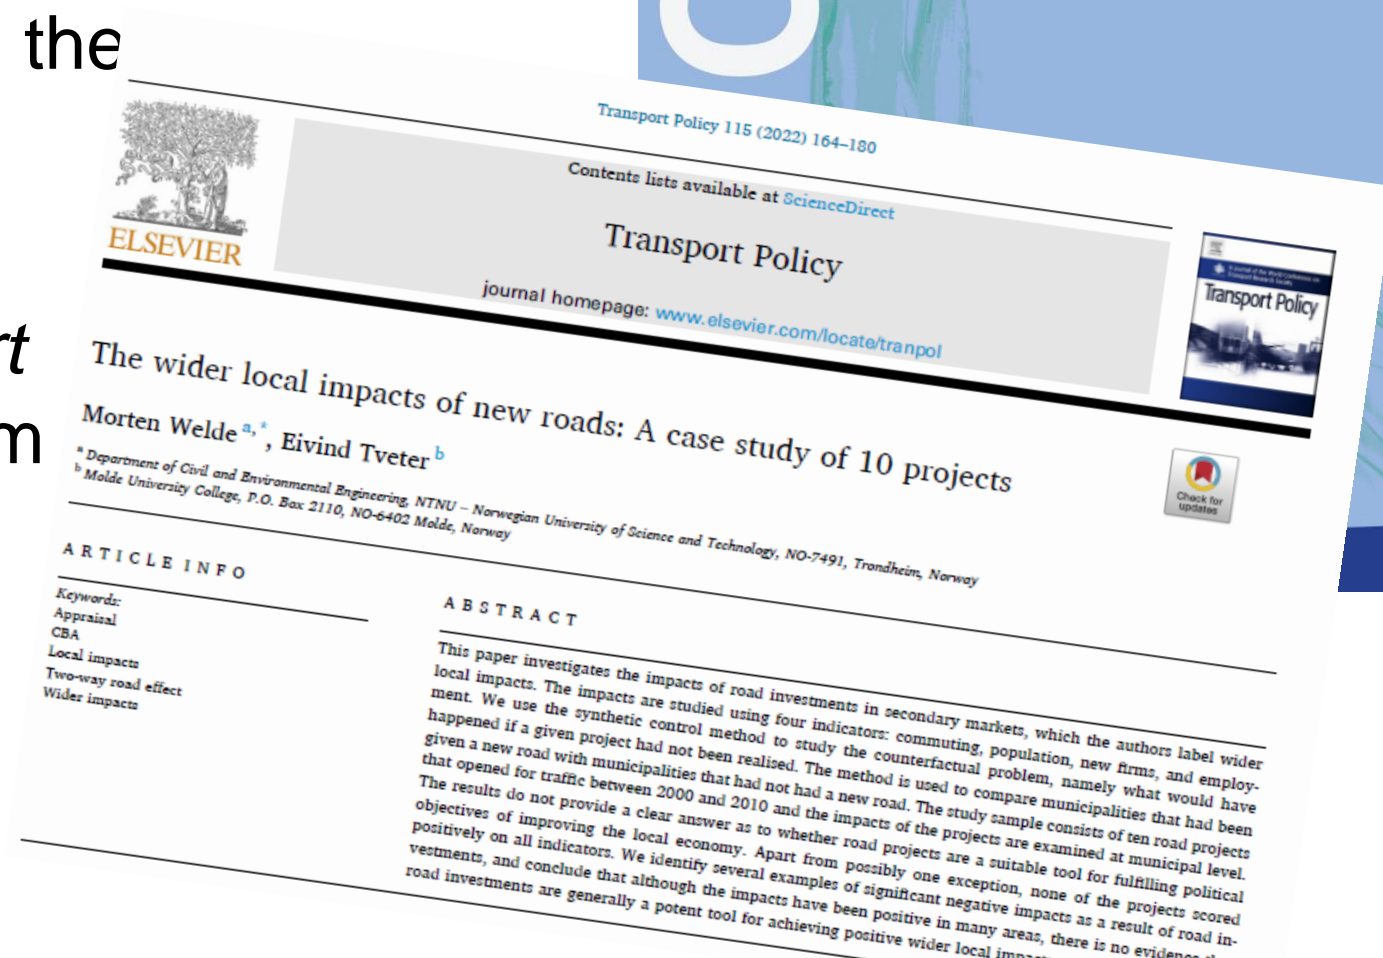 the
rt
m
Transport Policy 115 (2022) 164–180
Contents lists available at ScienceDirect
Transport Policy
journal homepage: www.elsevier.com/locate/tranpol
ELSEVIER
Transport Policy
The wider local impacts of new roads: A case study of 10 projects
Morten Welde a,*, Eivind Tveter b
a Department of Civil and Environmental Engineering, NTNU – Norwegian University of Science and Technology, NO-7491, Trondheim, Norway
b Molde University College, P.O. Box 2110, NO-6402 Molde, Norway
Check for
updates
ARTICLE INFO
Keywords:
Appraisal
CBA
Local impacts
Two-way road effect
Wider impacts
ABSTRACT
This paper investigates the impacts of road investments in secondary markets, which the authors label wider
local impacts. The impacts are studied using four indicators: commuting, population, new firms, and employ-
ment. We use the synthetic control method to study the counterfactual problem, namely what would have
happened if a given project had not been realised. The method is used to compare municipalities that had been
given a new road with municipalities that had not had a new road. The study sample consists of ten road projects
that opened for traffic between 2000 and 2010 and the impacts of the projects are examined at municipal level.
The results do not provide a clear answer as to whether road projects are a suitable tool for fulfilling political
objectives of improving the local economy. Apart from possibly one exception, none of the projects scored
positively on all indicators. We identify several examples of significant negative impacts as a result of road in-
vestments, and conclude that although the impacts have been positive in many areas, there is no evidence
road investments are generally a potent tool for achieving positive wider local